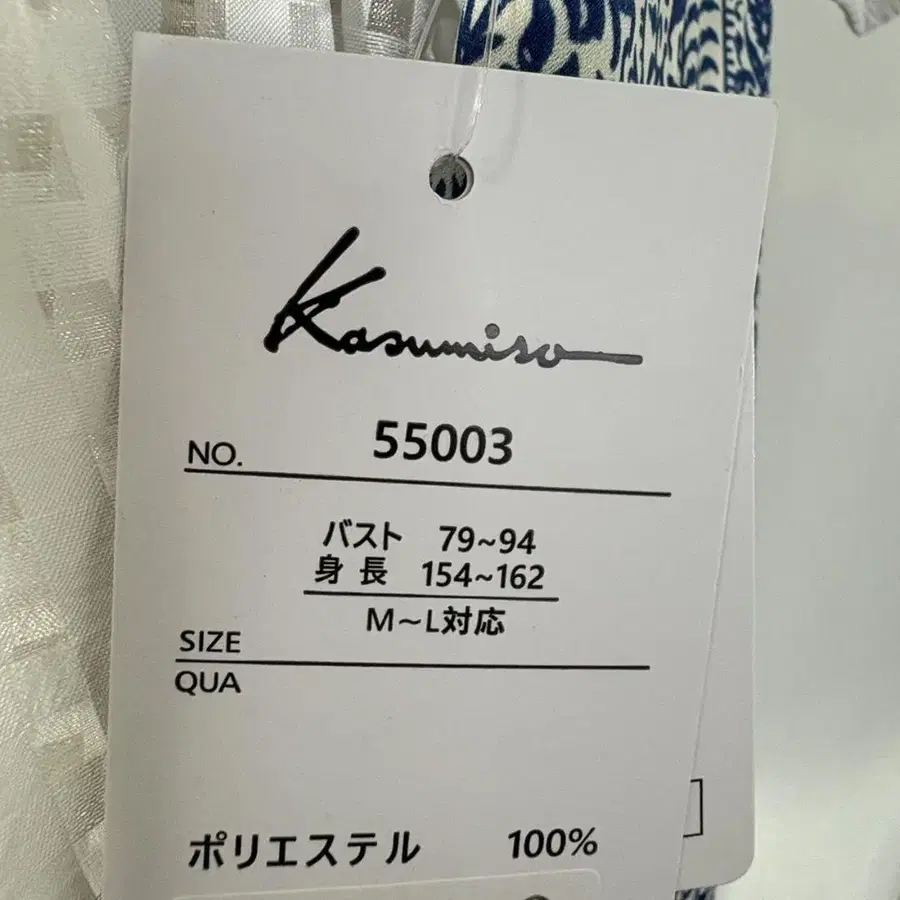 Kasumiso
NO. 55003
バスト 79~94
身長 154~162
M～L対応
SIZE
QUA
ポリエステル 100%